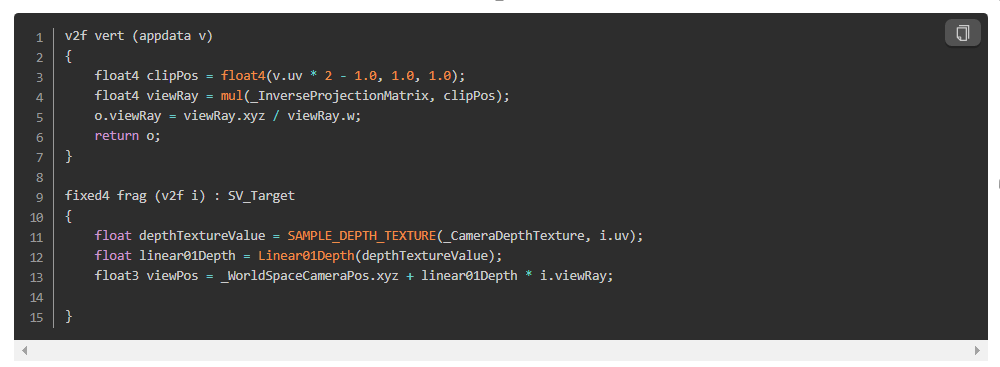 1 v2f vert (appdata v)
2 {
3 float4 clipPos = float4(v.uv * 2 - 1.0, 1.0, 1.0);
4 float4 viewRay = mul(_InverseProjectionMatrix, clipPos);
5 o.viewRay = viewRay.xyz / viewRay.w;
6 return o;
7 }
8
9 fixed4 frag (v2f i) : SV_Target
10 {
11 float depthTextureValue = SAMPLE_DEPTH_TEXTURE(_CameraDepthTexture, i.uv);
12 float linear01Depth = Linear01Depth(depthTextureValue);
13 float3 viewPos = _WorldSpaceCameraPos.xyz + linear01Depth * i.viewRay;
14
15 }